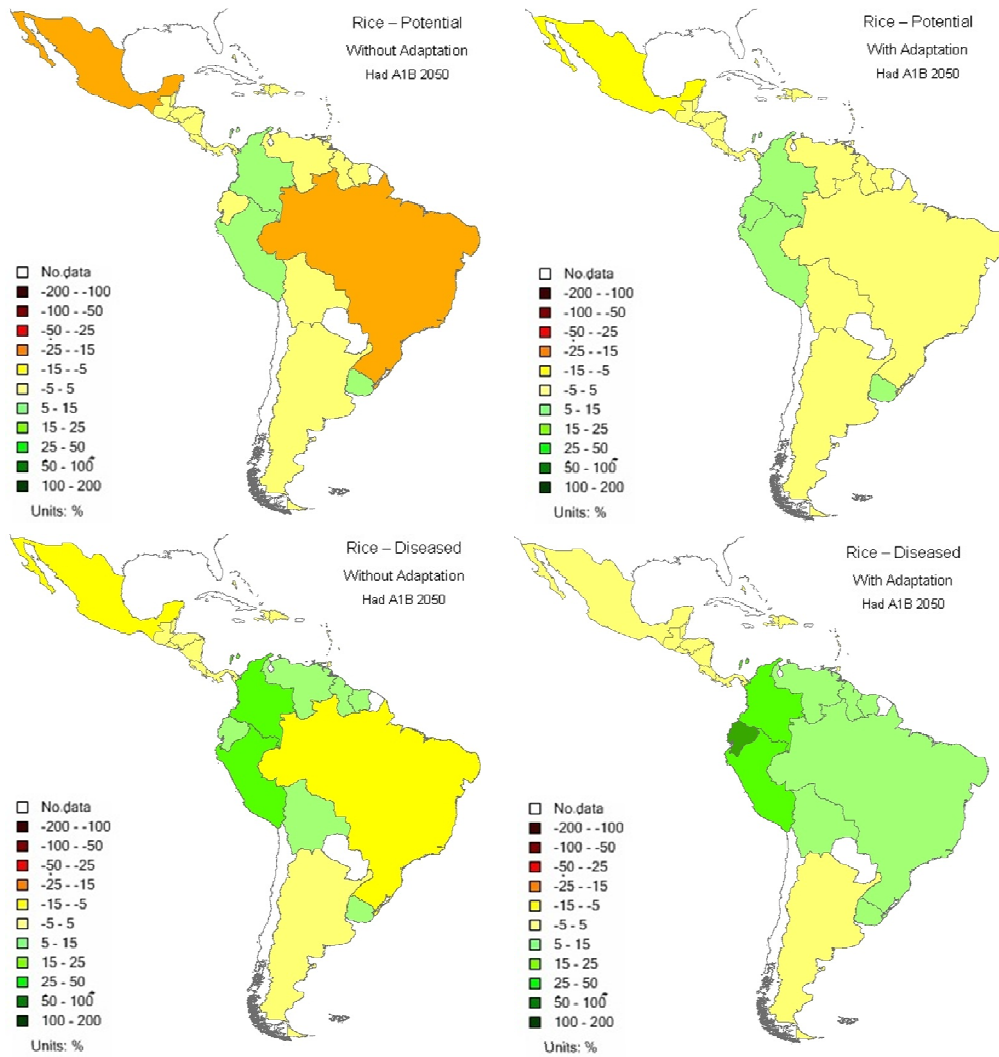 Rice – Potential
Without Adaptation
Had A1B 2050
No.data
-200 - -100
-100 - -50
-50 - -25
-25 - -15
-15 - -5
-5 - 5
5 - 15
15 - 25
25 - 50
50 - 100
100 - 200
Units: %
Rice – Potential
With Adaptation
Had A1B 2050
No.data
-200 - -100
-100 - -50
-50 - -25
-25 - -15
-15 - -5
-5 - 5
5 - 15
15 - 25
25 - 50
50 - 100
100 - 200
Units: %
Rice – Diseased
Without Adaptation
Had A1B 2050
No.data
-200 - -100
-100 - -50
-50 - -25
-25 - -15
-15 - -5
-5 - 5
5 - 15
15 - 25
25 - 50
50 - 100
100 - 200
Units: %
Rice – Diseased
With Adaptation
Had A1B 2050
No.data
-200 - -100
-100 - -50
-50 - -25
-25 - -15
-15 - -5
-5 - 5
5 - 15
15 - 25
25 - 50
50 - 100
100 - 200
Units: %